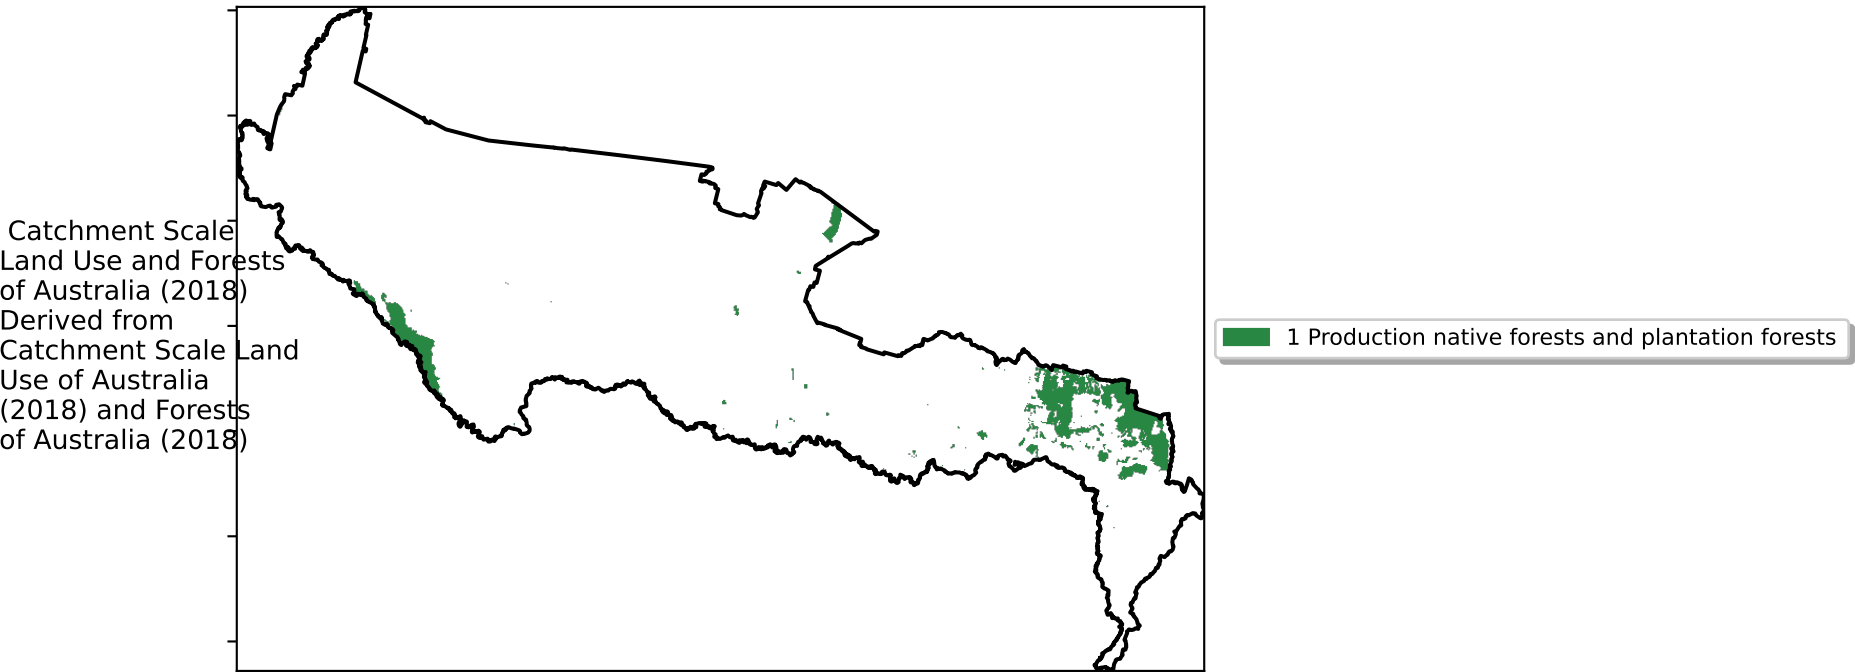 Catchment Scale
Land Use and Forests
of Australia (2018)
Derived from
Catchment Scale Land
Use of Australia
(2018) and Forests
of Australia (2018)
1 Production native forests and plantation forests